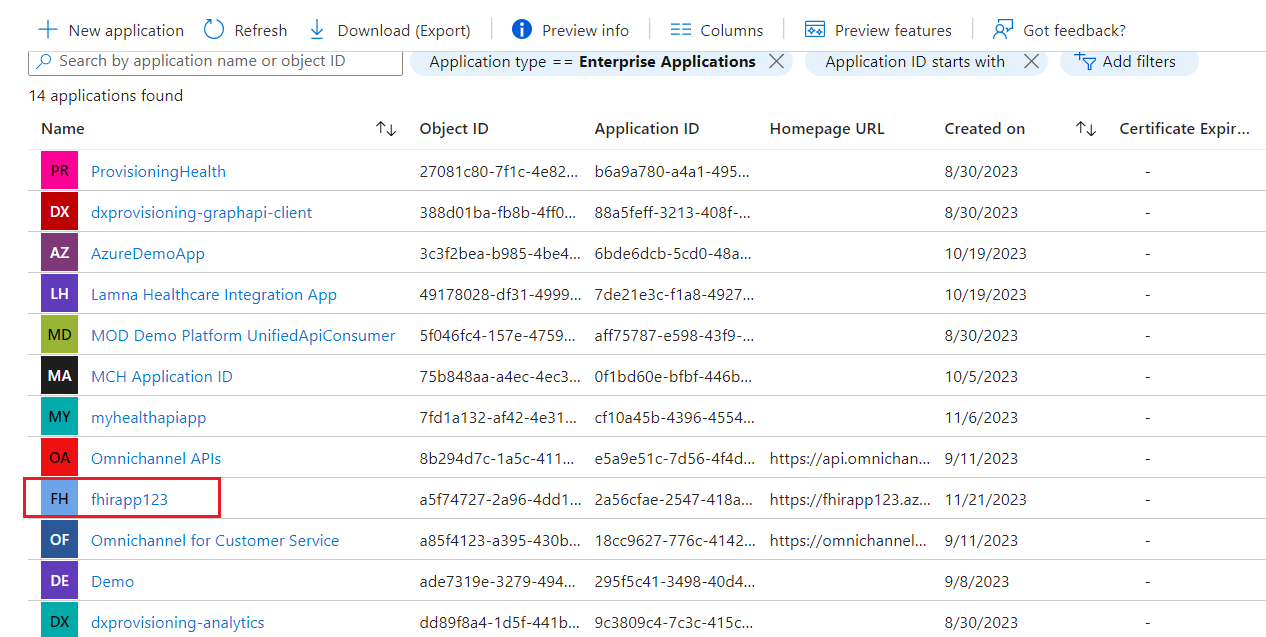 New application Refresh Download (Export) Preview info Columns Preview features Got feedback?
Search by application name or object ID Application type == Enterprise Applications Application ID starts with Add filters
14 applications found
Name Object ID Application ID Homepage URL Created on Certificate Expir...
PR ProvisioningHealth 27081c80-7f1c-4e82... b6a9a780-a4a1-495... 8/30/2023 -
DX dxprovisioning-graphapi-client 388d01ba-fb8b-4ff0... 88a5feff-3213-408f-... 8/30/2023 -
AZ AzureDemoApp 3c3f2bea-b985-4be4... 6bde6dcb-5cd0-48a... 10/19/2023 -
LH Lamna Healthcare Integration App 49178028-df31-4999... 7de21e3c-f1a8-4927... 10/19/2023 -
MD MOD Demo Platform UnifiedApiConsumer 5f046fc4-157e-4759... aff75787-e598-43f9-... 8/30/2023 -
MA MCH Application ID 75b848aa-a4ec-4ec3... 0f1bd60e-bfbf-446b... 10/5/2023 -
MY myhealthapiapp 7fd1a132-af42-4e31... cf10a45b-4396-4554... 11/6/2023 -
OA Omnichannel APIs 8b294d7c-1a5c-411... e5a9e51c-7d56-4f4d... https://api.omnichan... 9/11/2023 -
FH fhirapp123 a5f74727-2a96-4dd1... 2a56cfae-2547-418a... https://fhirapp123.az... 11/21/2023 -
OF Omnichannel for Customer Service a85f4123-a395-430b... 18cc9627-776c-4142... https://omnichannel... 9/11/2023 -
DE Demo ade7319e-3279-494... 295f5c41-3498-40d4... 9/8/2023 -
DX dxprovisioning-analytics dd89f8a4-1d5f-441b... 9c3809c4-7c3c-415c... 8/30/2023 -